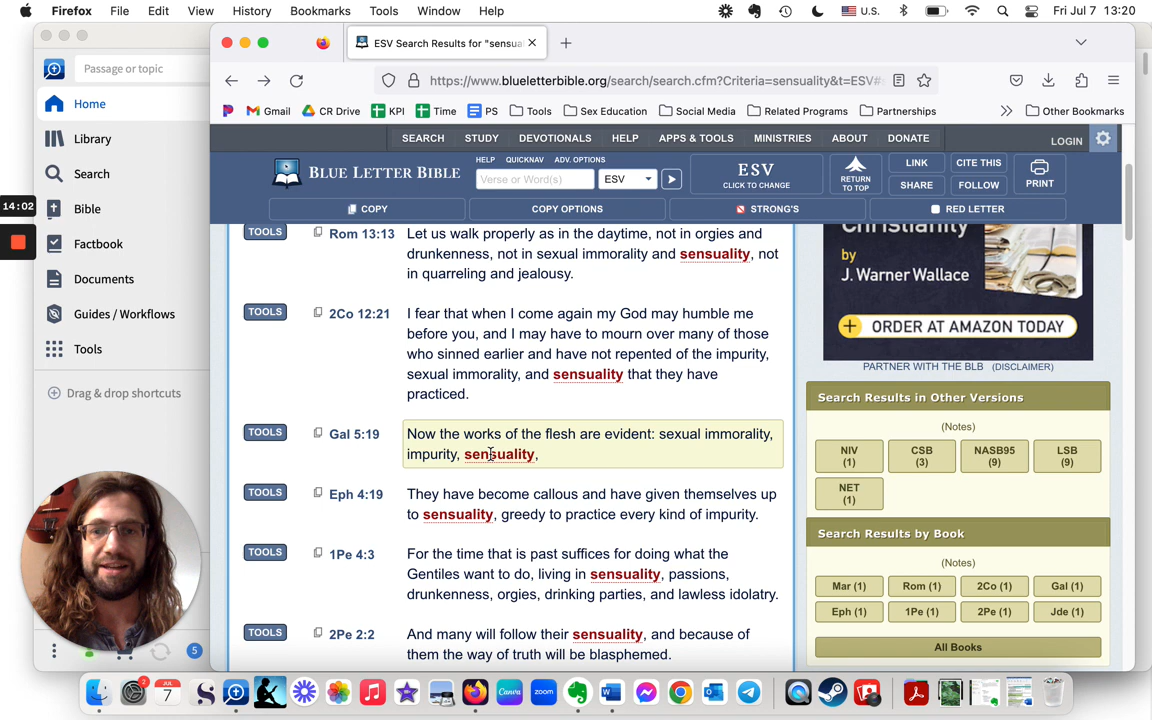 Firefox File Edit View History Bookmarks Tools Window Help
U.S. Fri Jul 7 13:20
Passage or topic
Home
Library
Search
Bible
Factbook
Documents
Guides / Workflows
Tools
Drag & drop shortcuts
14:02
5
ESV Search Results for "sensua
https://www.blueletterbible.org/search/search.cfm?Criteria=sensuality&t=ESV#
Gmail CR Drive KPI Time PS Tools Sex Education Social Media Related Programs Partnerships Other Bookmarks
SEARCH STUDY DEVOTIONALS HELP APPS & TOOLS MINISTRIES ABOUT DONATE LOGIN
BLUE LETTER BIBLE
HELP QUICKNAV ADV. OPTIONS
Verse or Word(s) ESV
ESV
CLICK TO CHANGE
RETURN
TO TOP
LINK CITE THIS
SHARE FOLLOW
PRINT
COPY COPY OPTIONS STRONG'S RED LETTER
TOOLS Rom 13:13 Let us walk properly as in the daytime, not in orgies and
drunkenness, not in sexual immorality and sensuality, not
in quarreling and jealousy.
TOOLS 2Co 12:21 I fear that when I come again my God may humble me
before you, and I may have to mourn over many of those
who sinned earlier and have not repented of the impurity,
sexual immorality, and sensuality that they have
practiced.
TOOLS Gal 5:19 Now the works of the flesh are evident: sexual immorality,
impurity, sensuality,
TOOLS Eph 4:19 They have become callous and have given themselves up
to sensuality, greedy to practice every kind of impurity.
TOOLS 1Pe 4:3 For the time that is past suffices for doing what the
Gentiles want to do, living in sensuality, passions,
drunkenness, orgies, drinking parties, and lawless idolatry.
TOOLS 2Pe 2:2 And many will follow their sensuality, and because of
them the way of truth will be blasphemed.
Christianity
by
J. Warner Wallace
ORDER AT AMAZON TODAY
PARTNER WITH THE BLB (DISCLAIMER)
Search Results in Other Versions
(Notes)
NIV
(1)
CSB
(3)
NASB95
(9)
LSB
(9)
NET
(1)
Search Results by Book
(Notes)
Mar (1) Rom (1) 2Co (1) Gal (1)
Eph (1) 1Pe (1) 2Pe (1) Jde (1)
All Books
2
JUL
7
Canva
zoom